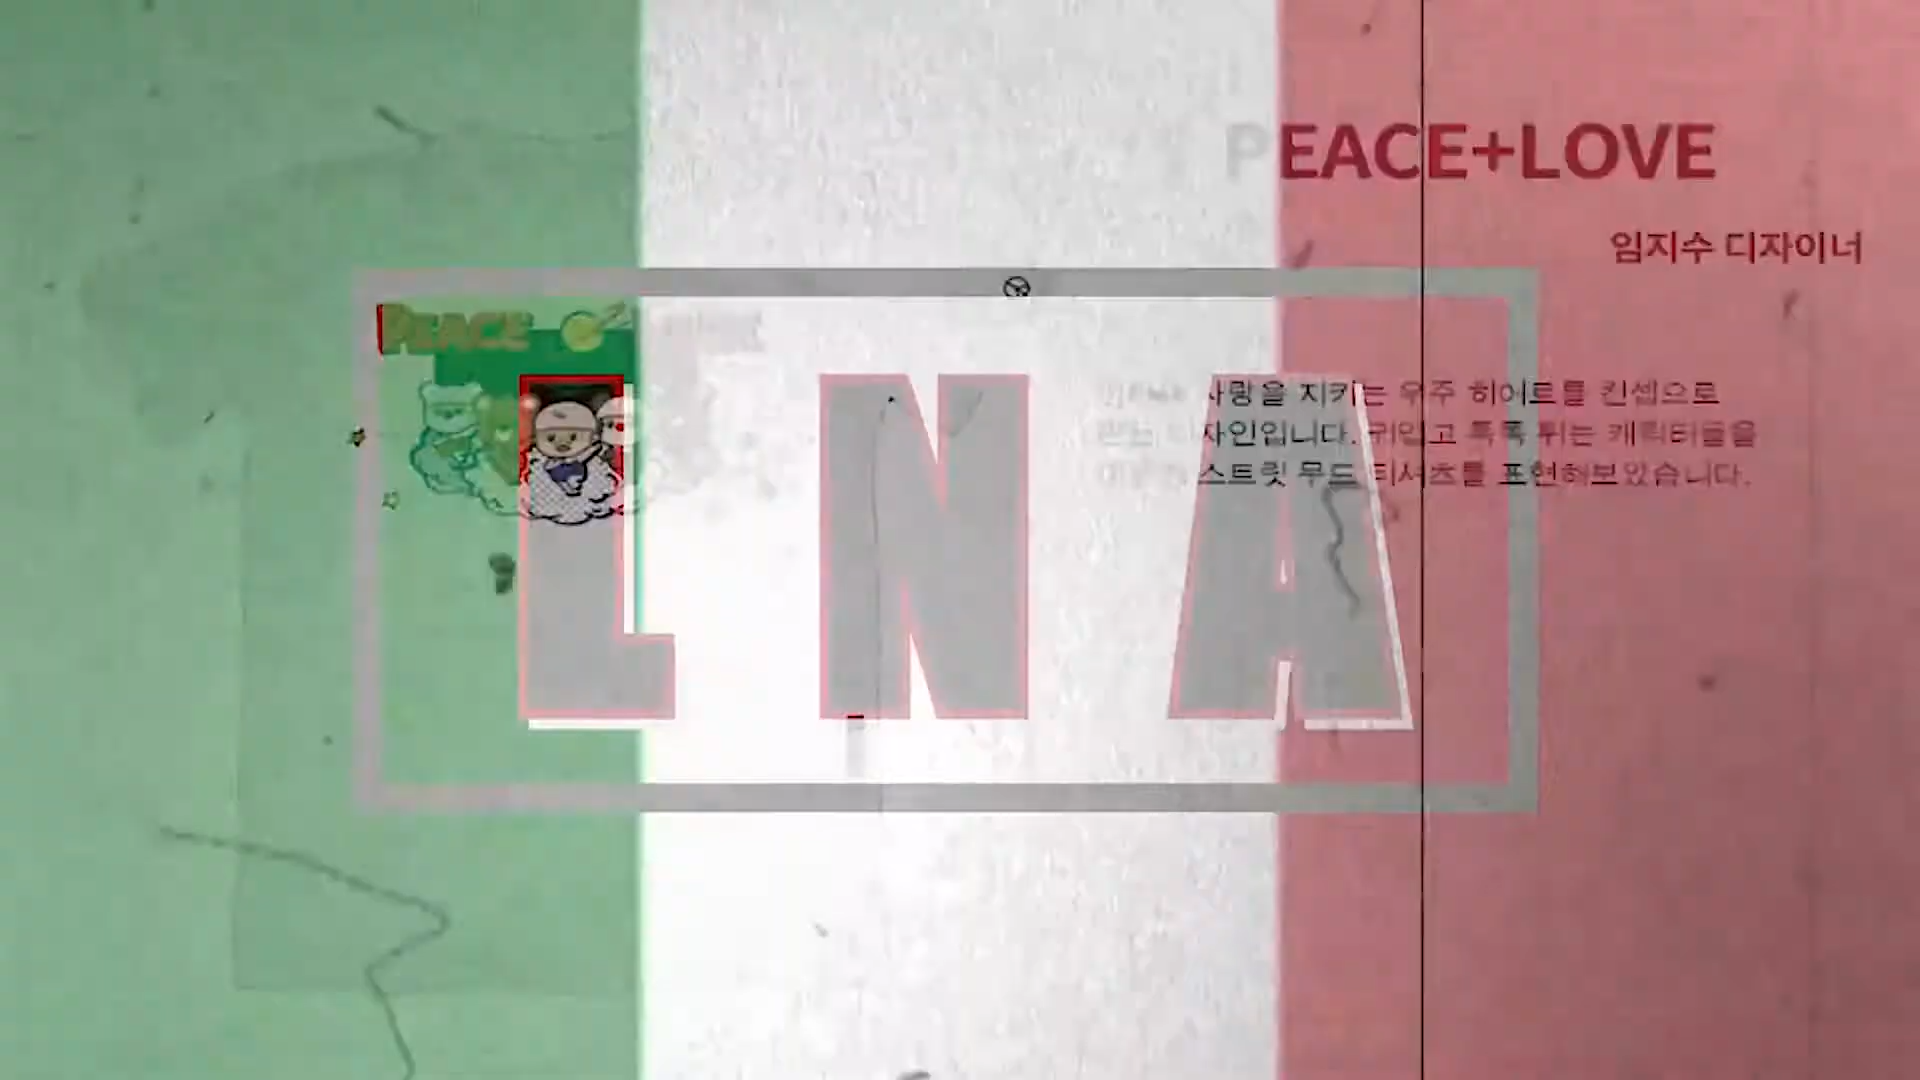 PEACE+LOVE
임지수 디자이너
PEACE
사랑을 지키는 우주 히어로를 컨셉으로
디자인입니다. 귀엽고 톡톡 튀는 캐릭터들을
스트릿 무드 티셔츠를 표현해보았습니다.
L N A